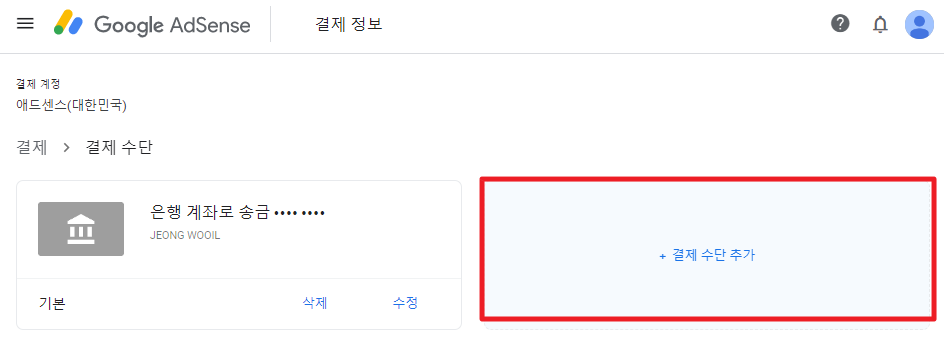 Google AdSense
결제 정보
결제 계정
애드센스(대한민국)
결제 > 결제 수단
은행 계좌로 송금 •••• ••••
JEONG WOOIL
+ 결제 수단 추가
기본
삭제
수정